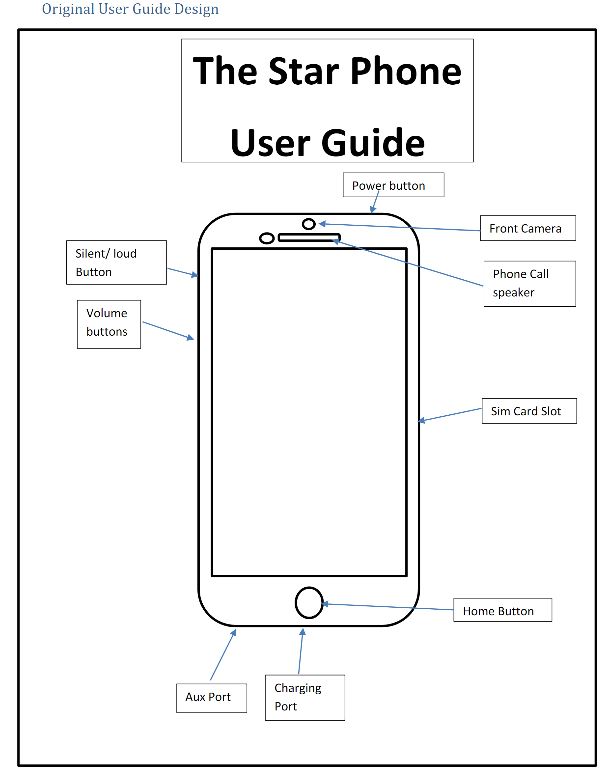 Original User Guide Design
The Star Phone
User Guide
Power button
Front Camera
Silent/ loud
Button
Phone Call
speaker
Volume
buttons
Sim Card Slot
Home Button
Aux Port
Charging
Port